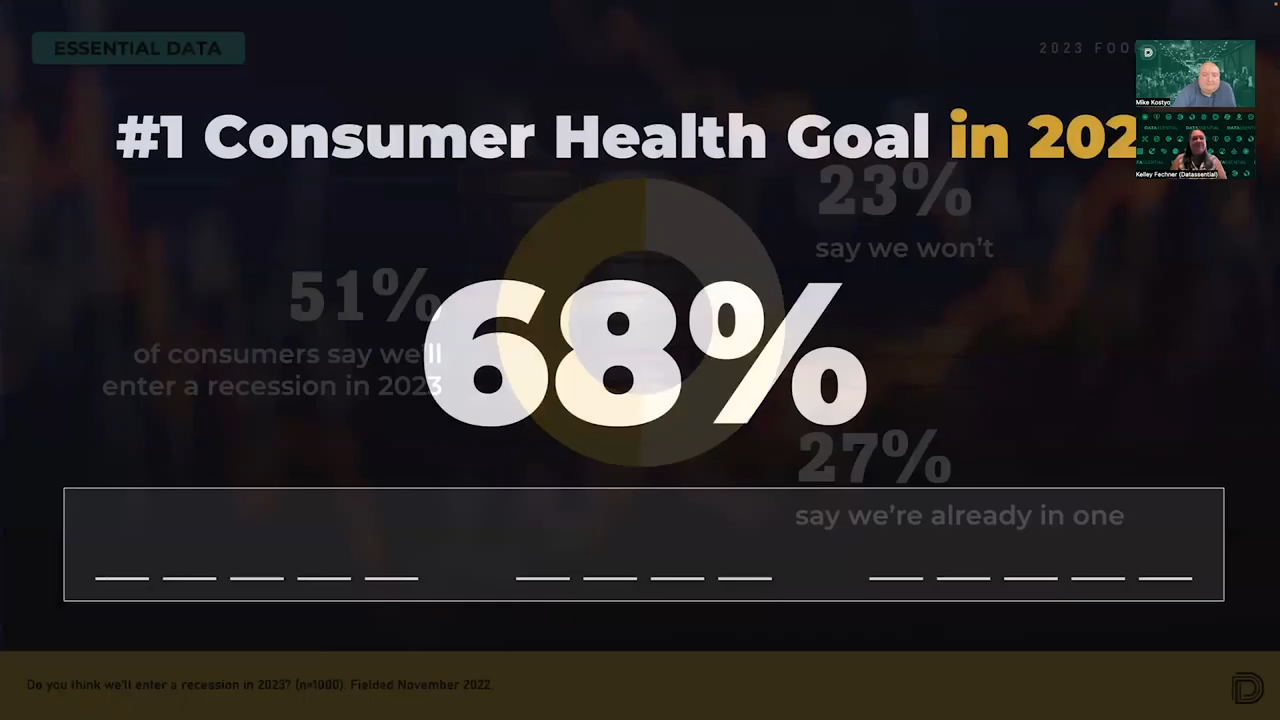 ESSENTIAL DATA
2023 FOO
Mike Kostyo
#1 Consumer Health Goal in 202
Kelley Fechner (Datassential)
23%
say we won't
51%
of consumers say we'll
enter a recession in 2023
68%
27%
say we're already in one
Do you think we'll enter a recession in 2023? (n=1000). Fielded November 2022.